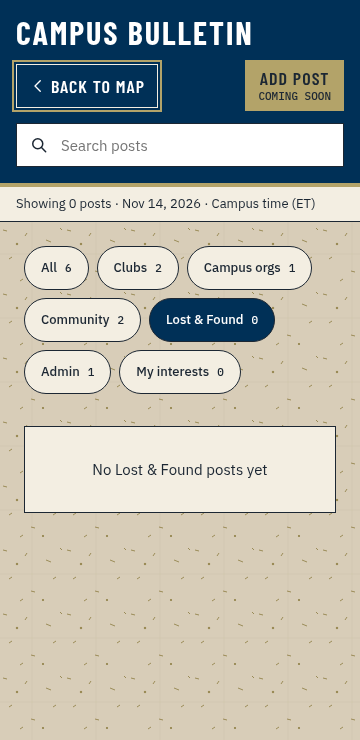 CAMPUS BULLETIN
BACK TO MAP
ADD POST
COMING SOON
Search posts
Showing 0 posts · Nov 14, 2026 · Campus time (ET)
All 6
Clubs 2
Campus orgs 1
Community 2
Lost & Found 0
Admin 1
My interests 0
No Lost & Found posts yet